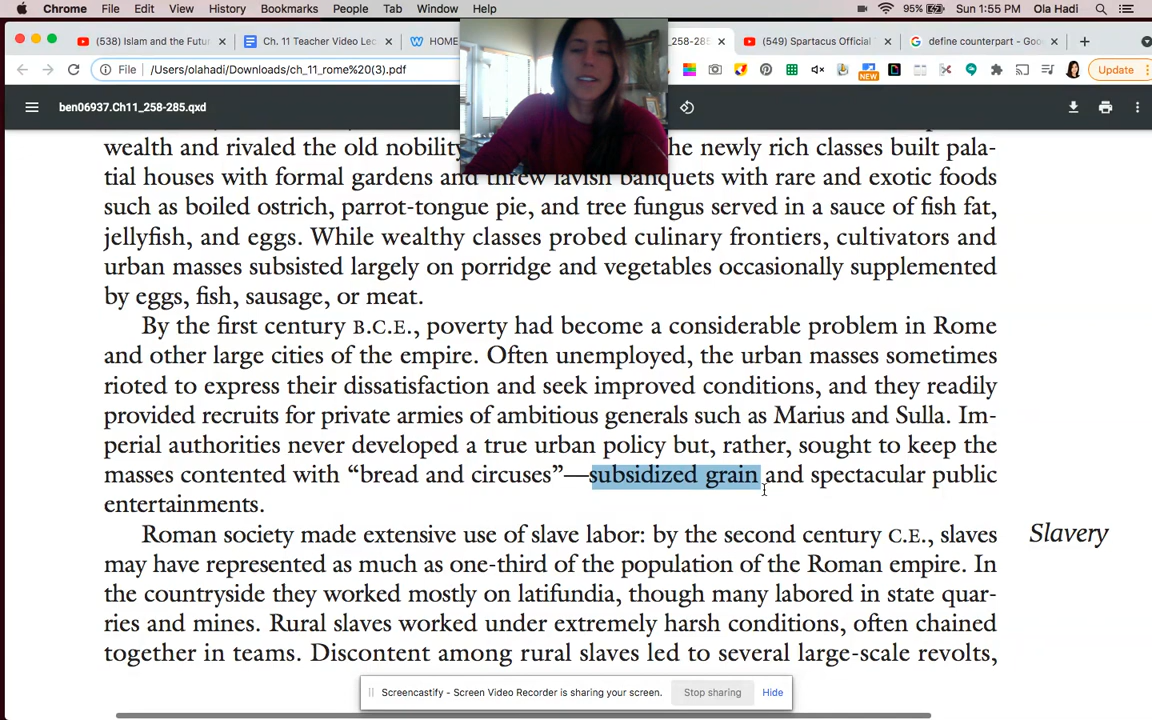 Chrome File Edit View History Bookmarks People Tab Window Help 95% Sun 1:55 PM Ola Hadi
(538) Islam and the Futu Ch. 11 Teacher Video Lec HOME _258-285 (549) Spartacus Official define counterpart - Goo
File /Users/olahadi/Downloads/ch_11_rome%20(3).pdf NEW Update
ben06937.Ch11_258-285.qxd
wealth and rivaled the old nobility he newly rich classes built pala-
tial houses with formal gardens and threw lavish banquets with rare and exotic foods
such as boiled ostrich, parrot-tongue pie, and tree fungus served in a sauce of fish fat,
jellyfish, and eggs. While wealthy classes probed culinary frontiers, cultivators and
urban masses subsisted largely on porridge and vegetables occasionally supplemented
by eggs, fish, sausage, or meat.
By the first century B.C.E., poverty had become a considerable problem in Rome
and other large cities of the empire. Often unemployed, the urban masses sometimes
rioted to express their dissatisfaction and seek improved conditions, and they readily
provided recruits for private armies of ambitious generals such as Marius and Sulla. Im-
perial authorities never developed a true urban policy but, rather, sought to keep the
masses contented with “bread and circuses”—subsidized grain and spectacular public
entertainments.
Roman society made extensive use of slave labor: by the second century C.E., slaves
Slavery
may have represented as much as one-third of the population of the Roman empire. In
the countryside they worked mostly on latifundia, though many labored in state quar-
ries and mines. Rural slaves worked under extremely harsh conditions, often chained
together in teams. Discontent among rural slaves led to several large-scale revolts,
Screencastify - Screen Video Recorder is sharing your screen. Stop sharing Hide